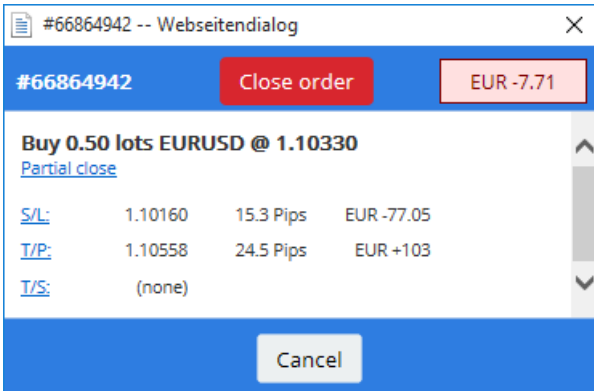 #66864942 -- Webseitendialog
#66864942 Close order EUR -7.71
Buy 0.50 lots EURUSD @ 1.10330
Partial close
S/L: 1.10160 15.3 Pips EUR -77.05
T/P: 1.10558 24.5 Pips EUR +103
T/S: (none)
Cancel